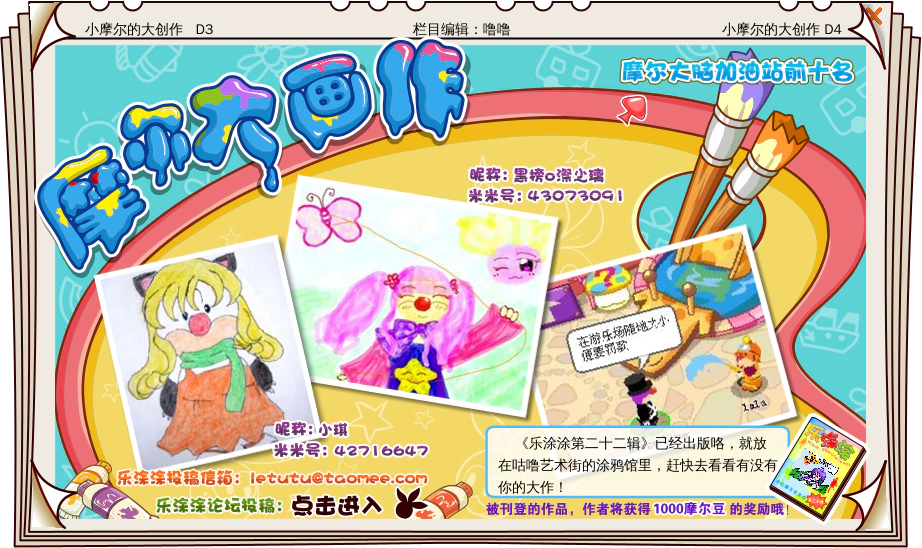 小摩尔的大创作 D3
栏目编辑：噜噜
小摩尔的大创作 D4
摩尔大画作
摩尔大脑加油站前十名
昵称：黑榜o深尐璃
米米号：43073091
在游乐场随地大小
便要罚款
lala
昵称：小琪
米米号：42716647
乐涂涂投稿信箱：letutu@taomee.com
乐涂涂论坛投稿：点击进入
《乐涂涂第二十二辑》已经出版咯，就放
在咕噜艺术街的涂鸦馆里，赶快去看看有没有
你的大作！
被刊登的作品，作者将获得1000摩尔豆 的奖励哦！
乐涂涂